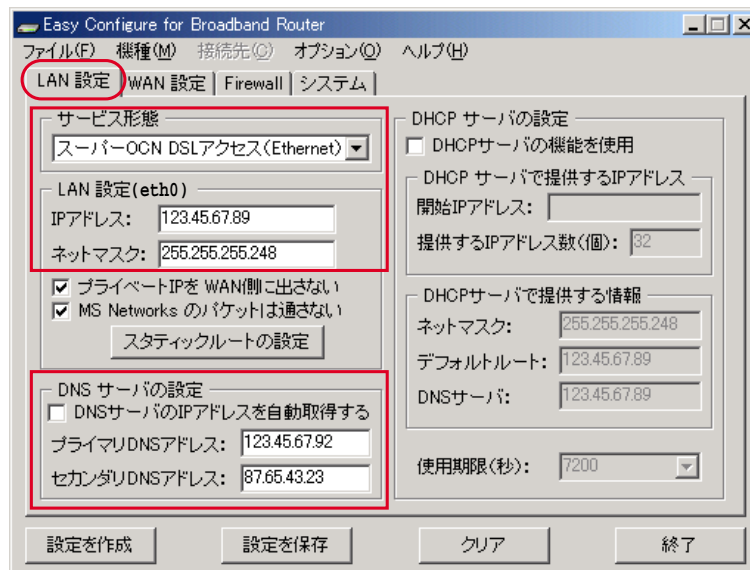 Easy Configure for Broadband Router
ファイル(F) 機種(M) 接続先(C) オプション(O) ヘルプ(H)
LAN 設定 WAN 設定 Firewall システム
サービス形態
スーパーOCN DSLアクセス(Ethernet)
LAN 設定(eth0)
IPアドレス: 123.45.67.89
ネットマスク: 255.255.255.248
プライベートIPを WAN側に出さない
MS Networks のパケットは通さない
スタティックルートの設定
DNS サーバの設定
DNSサーバのIPアドレスを自動取得する
プライマリDNSアドレス: 123.45.67.92
セカンダリDNSアドレス: 87.65.43.23
DHCP サーバの設定
DHCPサーバの機能を使用
DHCP サーバで提供するIPアドレス
開始IPアドレス:
提供するIPアドレス数(個): 32
DHCPサーバで提供する情報
ネットマスク: 255.255.255.248
デフォルトルート: 123.45.67.89
DNSサーバ: 123.45.67.89
使用期限(秒): 7200
設定を作成 設定を保存 クリア 終了